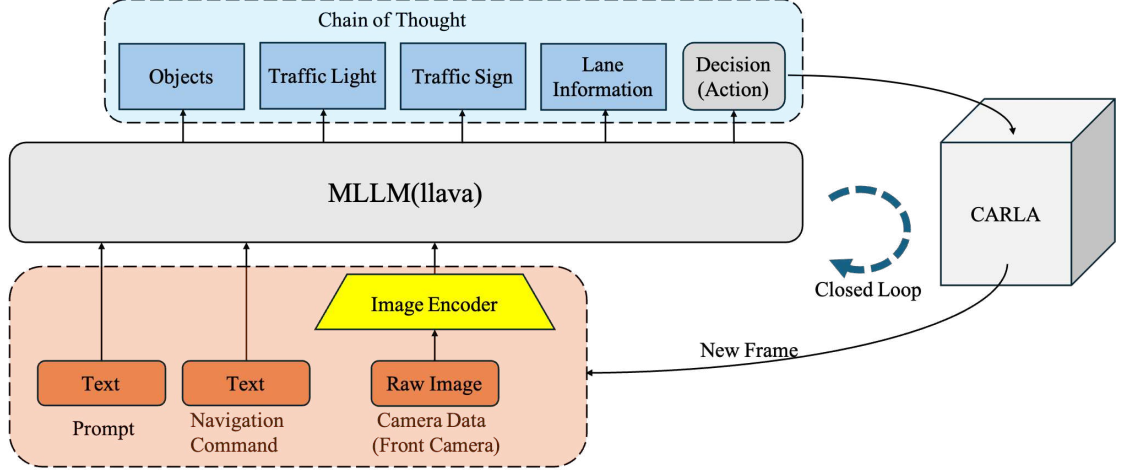 Chain of Thought
Objects
Traffic Light
Traffic Sign
Lane
Information
Decision
(Action)
MLLM(llava)
CARLA
Closed Loop
Image Encoder
New Frame
Text
Text
Raw Image
Prompt
Navigation
Command
Camera Data
(Front Camera)